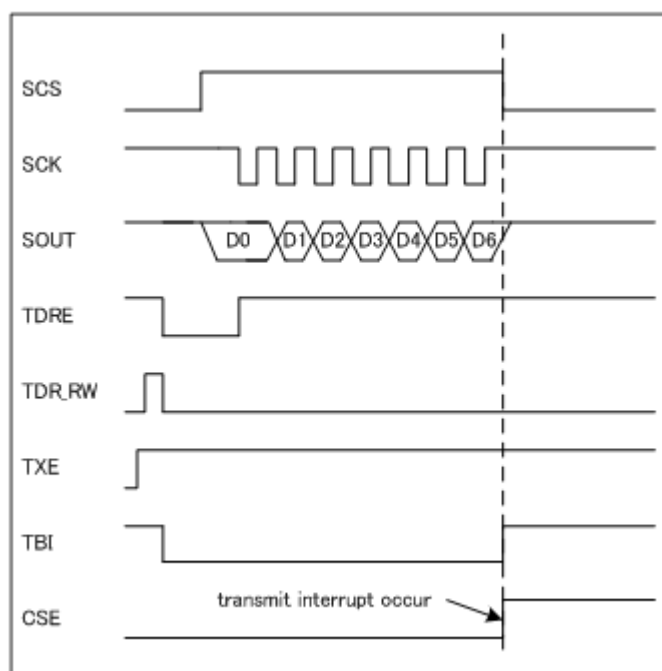 SCS
SCK
SOUT D0 D1 D2 D3 D4 D5 D6
TDRE
TDR_RW
TXE
TBI
transmit interrupt occur
CSE